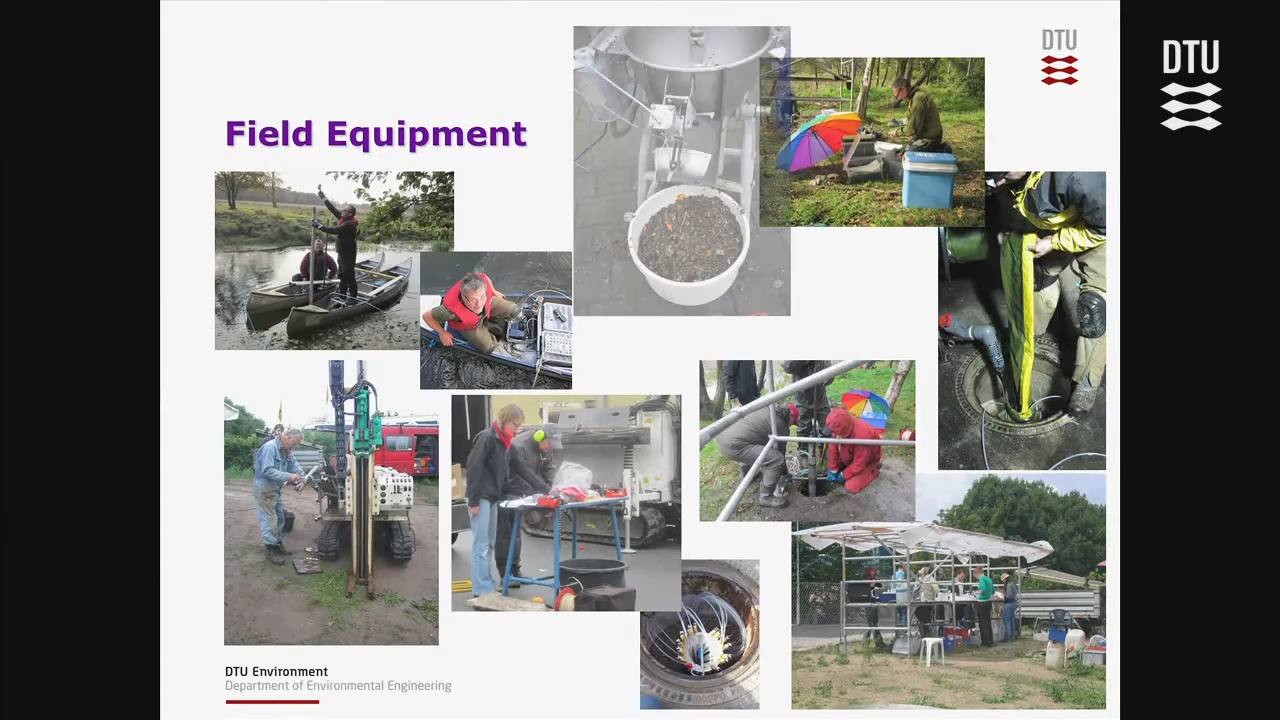 DTU
DTU
Field Equipment
DTU Environment
Department of Environmental Engineering